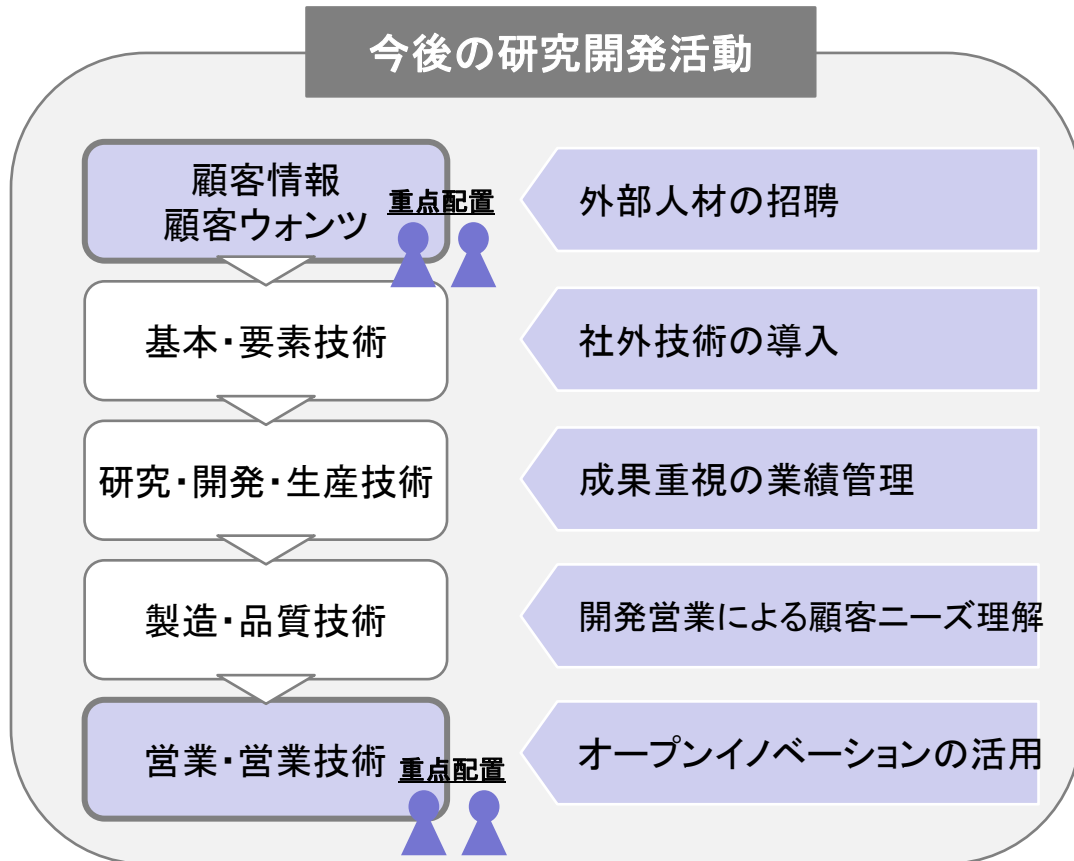 今後の研究開発活動
顧客情報
顧客ウォンツ
重点配置
外部人材の招聘
基本・要素技術
社外技術の導入
研究・開発・生産技術
成果重視の業績管理
製造・品質技術
開発営業による顧客ニーズ理解
営業・営業技術
重点配置
オープンイノベーションの活用